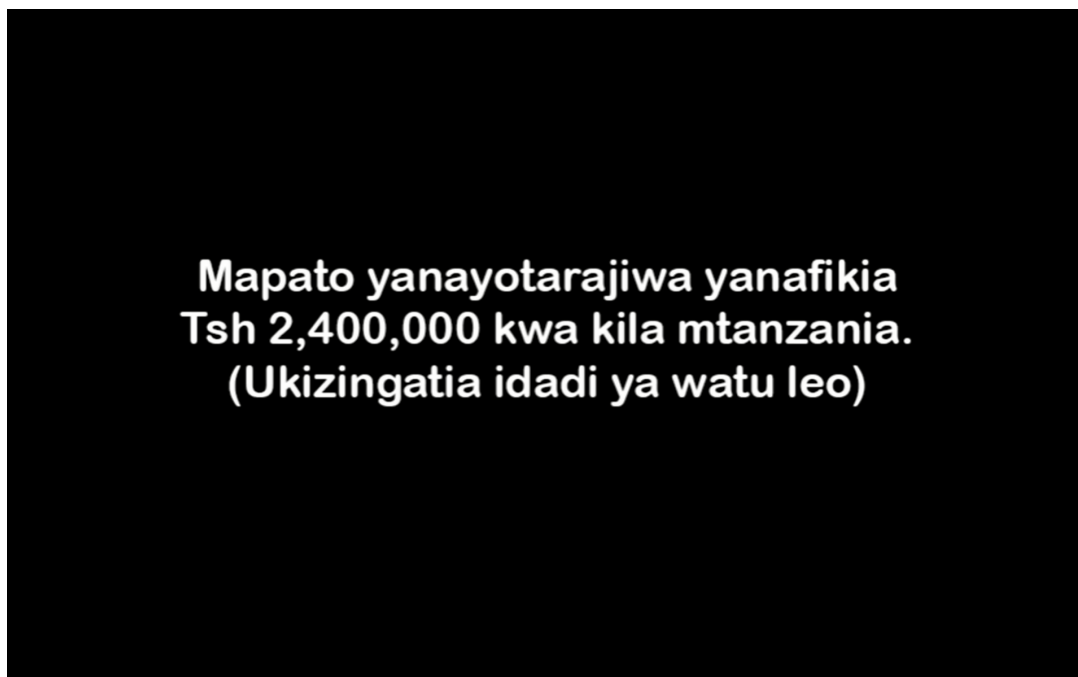 Mapato yanayotarajiwa yanafikia
Tsh 2,400,000 kwa kila mtanzania.
(Ukizingatia idadi ya watu leo)